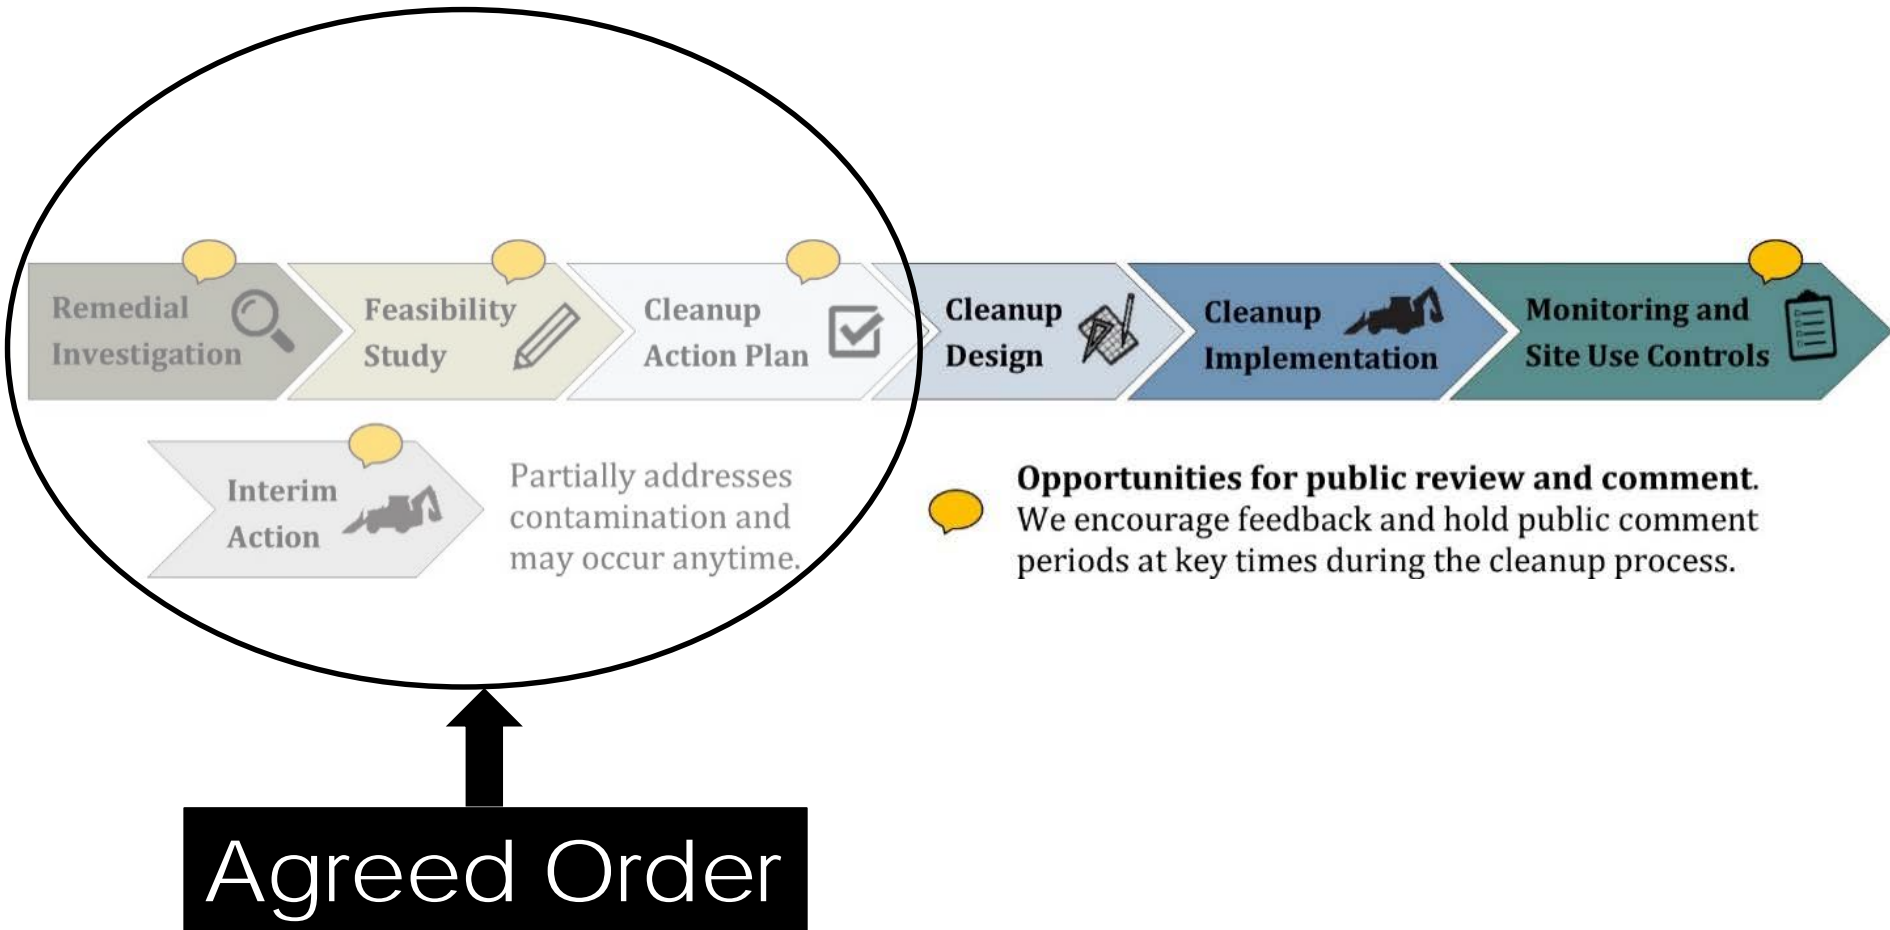 Remedial
Investigation
Feasibility
Study
Cleanup
Action Plan
Cleanup
Design
Cleanup
Implementation
Monitoring and
Site Use Controls
Interim
Action
Partially addresses
contamination and
may occur anytime.
Opportunities for public review and comment.
We encourage feedback and hold public comment
periods at key times during the cleanup process.
Agreed Order